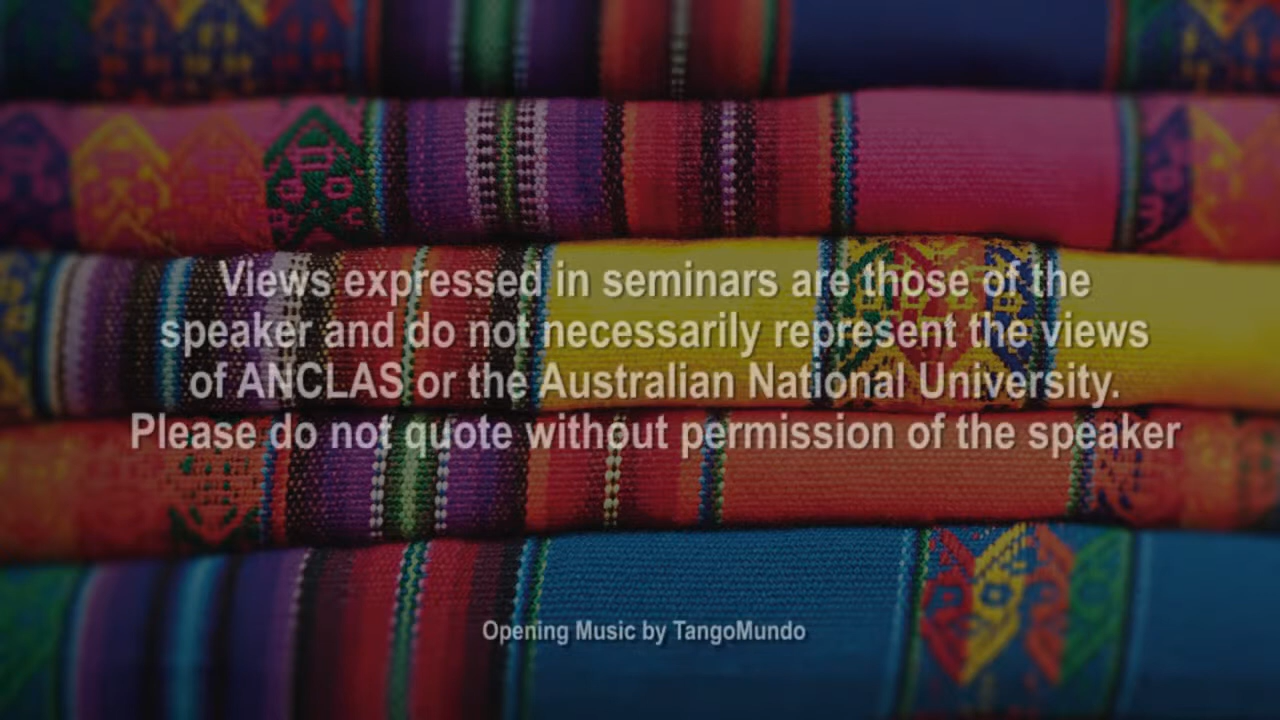 Views expressed in seminars are those of the
speaker and do not necessarily represent the views
of ANCLAS or the Australian National University.
Please do not quote without permission of the speaker
Opening Music by TangoMundo